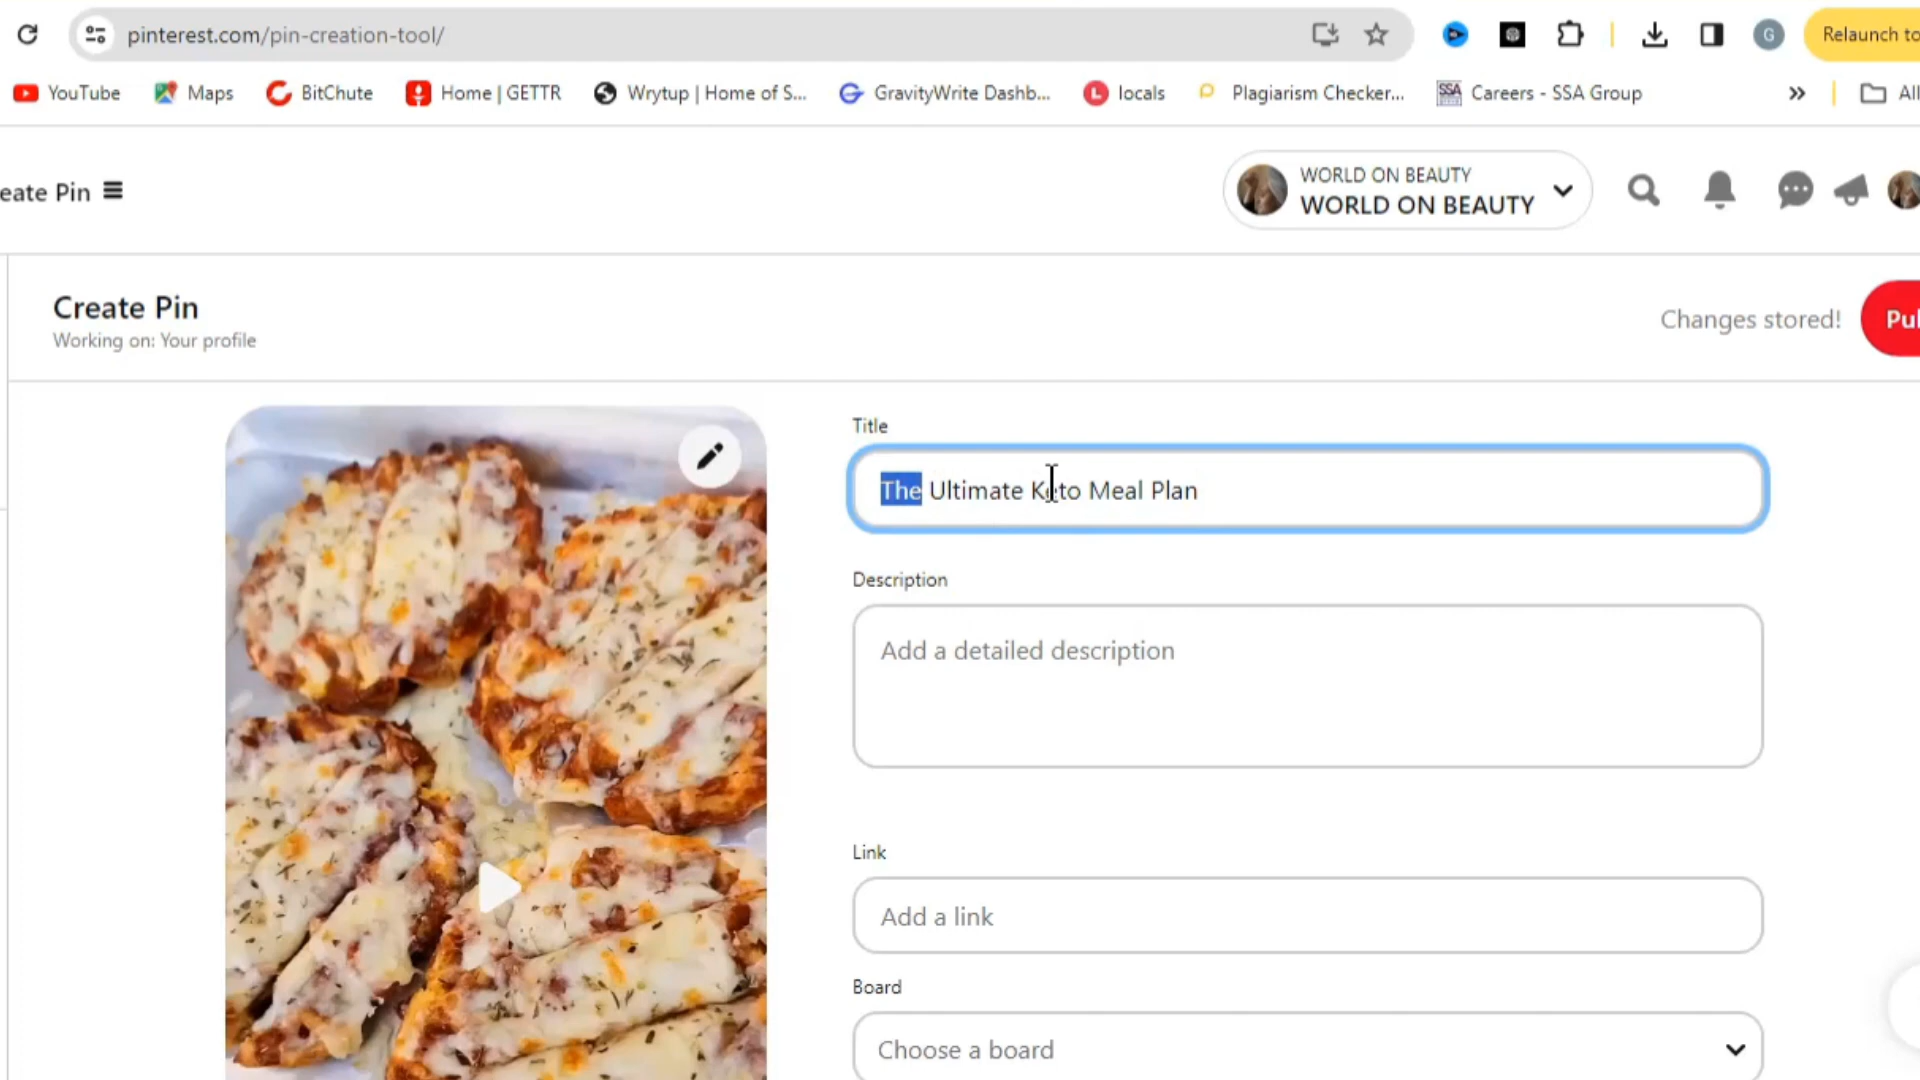 pinterest.com/pin-creation-tool/
Relaunch to
YouTube Maps BitChute Home | GETTR Wrytup | Home of S... GravityWrite Dashb... locals Plagiarism Checker... Careers - SSA Group » All
eate Pin
WORLD ON BEAUTY
WORLD ON BEAUTY
Create Pin
Working on: Your profile
Changes stored!
Pu
Title
The Ultimate Keto Meal Plan
Description
Add a detailed description
Link
Add a link
Board
Choose a board